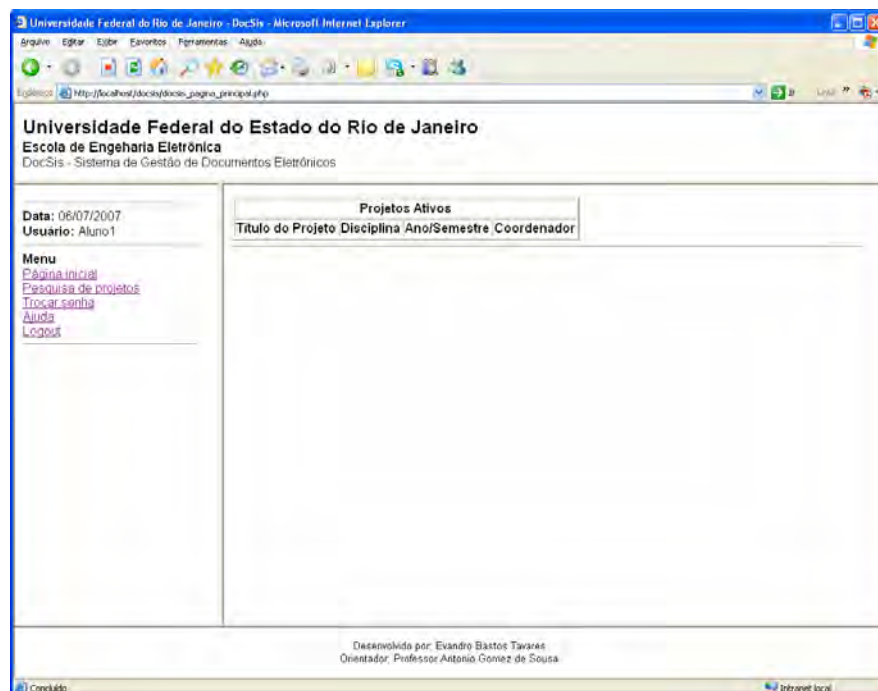 Universidade Federal do Rio de Janeiro - DocSis - Microsoft Internet Explorer
Arquivo Editar Exibir Favoritos Ferramentas Ajuda
http://localhost/docsis/docsis_pagina_principal.php
Universidade Federal do Estado do Rio de Janeiro
Escola de Engeharia Eletrônica
DocSis - Sistema de Gestão de Documentos Eletrônicos
Data: 06/07/2007
Usuário: Aluno1
Menu
Página inicial
Pesquisa de projetos
Trocar senha
Ajuda
Logout
Projetos Ativos
Título do Projeto Disciplina Ano/Semestre Coordenador
Desenvolvido por: Evandro Bastos Tavares
Orientador: Professor Antonio Gomez de Sousa
Concluído
Intranet local